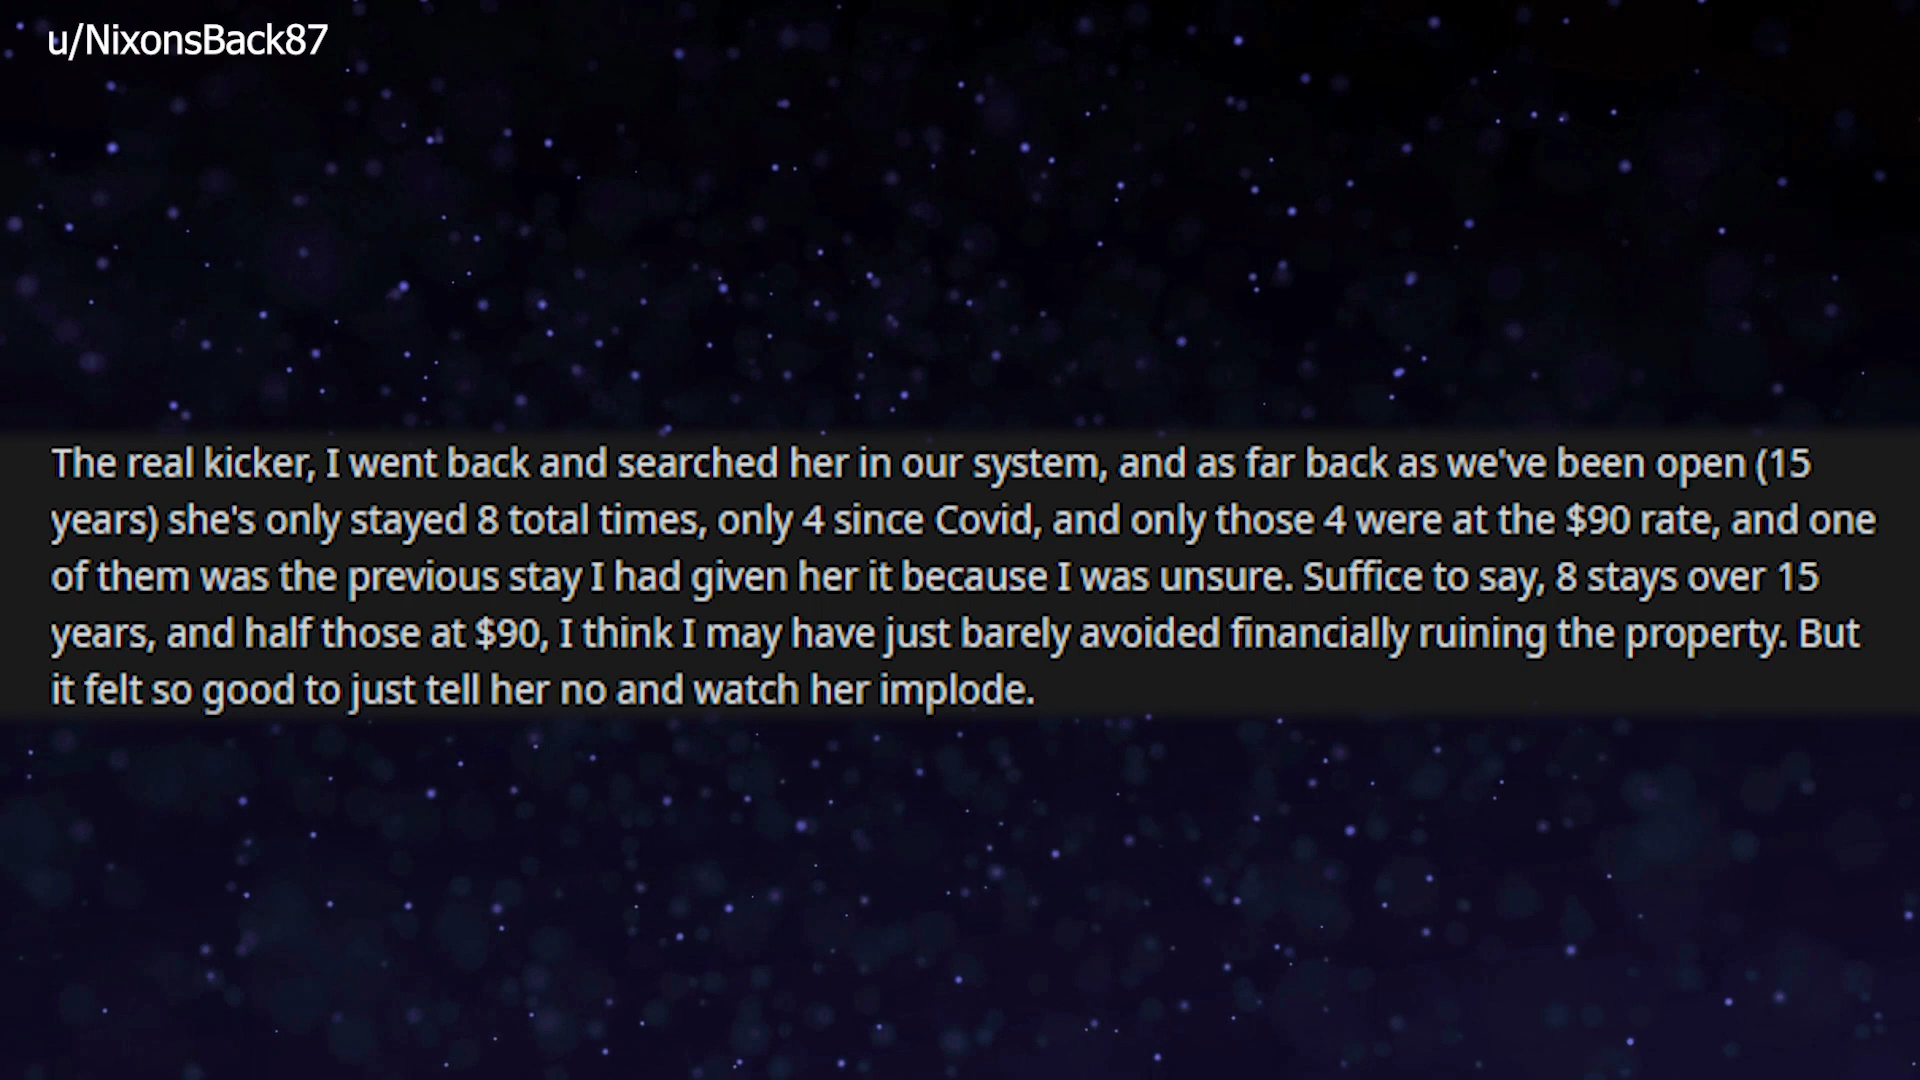 u/NixonsBack87
The real kicker, I went back and searched her in our system, and as far back as we've been open (15
years) she's only stayed 8 total times, only 4 since Covid, and only those 4 were at the $90 rate, and one
of them was the previous stay I had given her it because I was unsure. Suffice to say, 8 stays over 15
years, and half those at $90, I think I may have just barely avoided financially ruining the property. But
it felt so good to just tell her no and watch her implode.